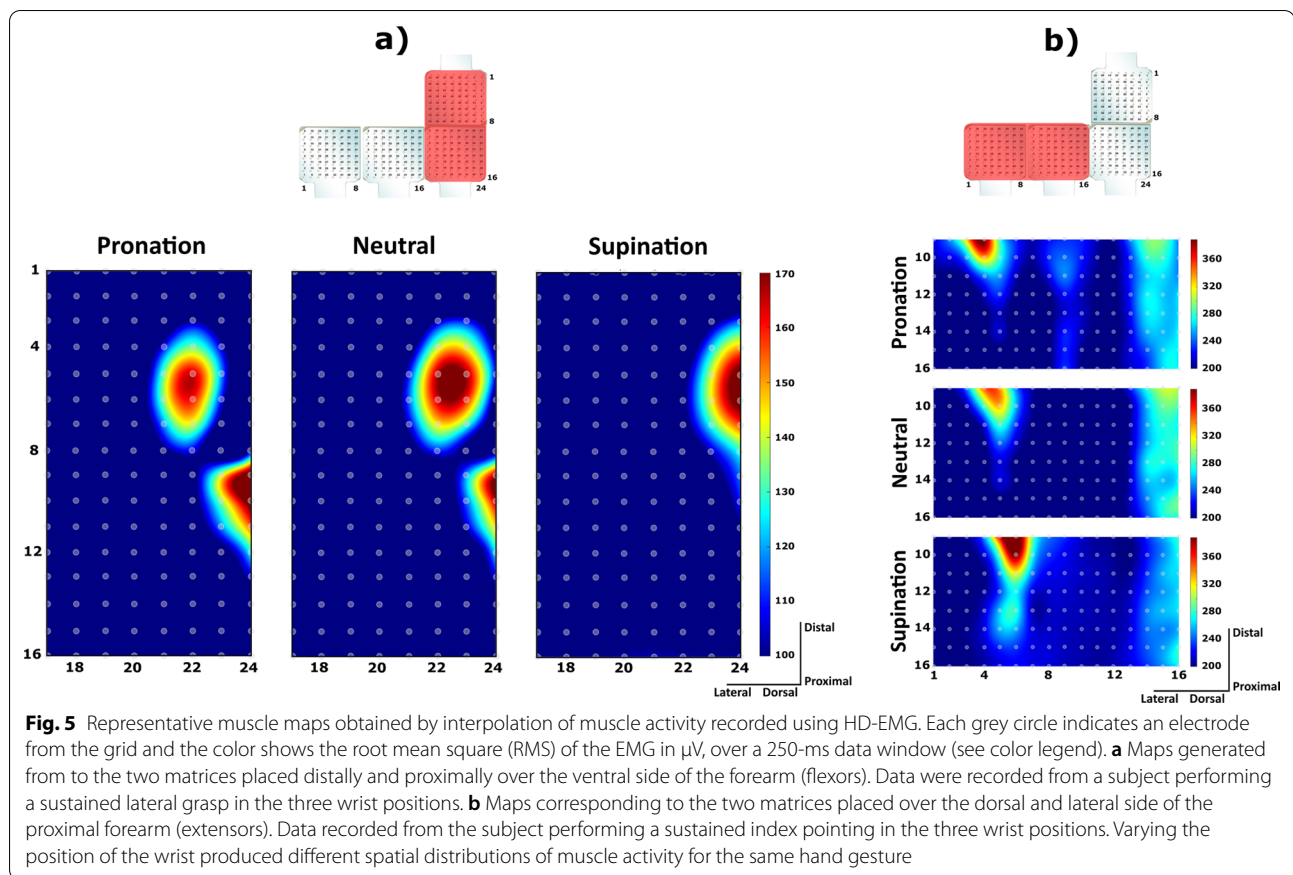 a)
b)
1
8
16
1 8 16 24
1
8
16
1 8 16 24
Pronation Neutral Supination
1
4
8
12
16
18 20 22 24
18 20 22 24
18 20 22 24
170
160
150
140
130
120
110
100
Distal
Proximal
Lateral Dorsal
Pronation
10
12
14
16
360
320
280
240
200
Neutral
10
12
14
16
360
320
280
240
200
Supination
10
12
14
16
1 4 8 12 16
360
320
280
240
200
Distal
Proximal
Lateral Dorsal
Fig. 5 Representative muscle maps obtained by interpolation of muscle activity recorded using HD-EMG. Each grey circle indicates an electrode
from the grid and the color shows the root mean square (RMS) of the EMG in µV, over a 250-ms data window (see color legend). a Maps generated
from to the two matrices placed distally and proximally over the ventral side of the forearm (flexors). Data were recorded from a subject performing
a sustained lateral grasp in the three wrist positions. b Maps corresponding to the two matrices placed over the dorsal and lateral side of the
proximal forearm (extensors). Data recorded from the subject performing a sustained index pointing in the three wrist positions. Varying the
position of the wrist produced different spatial distributions of muscle activity for the same hand gesture